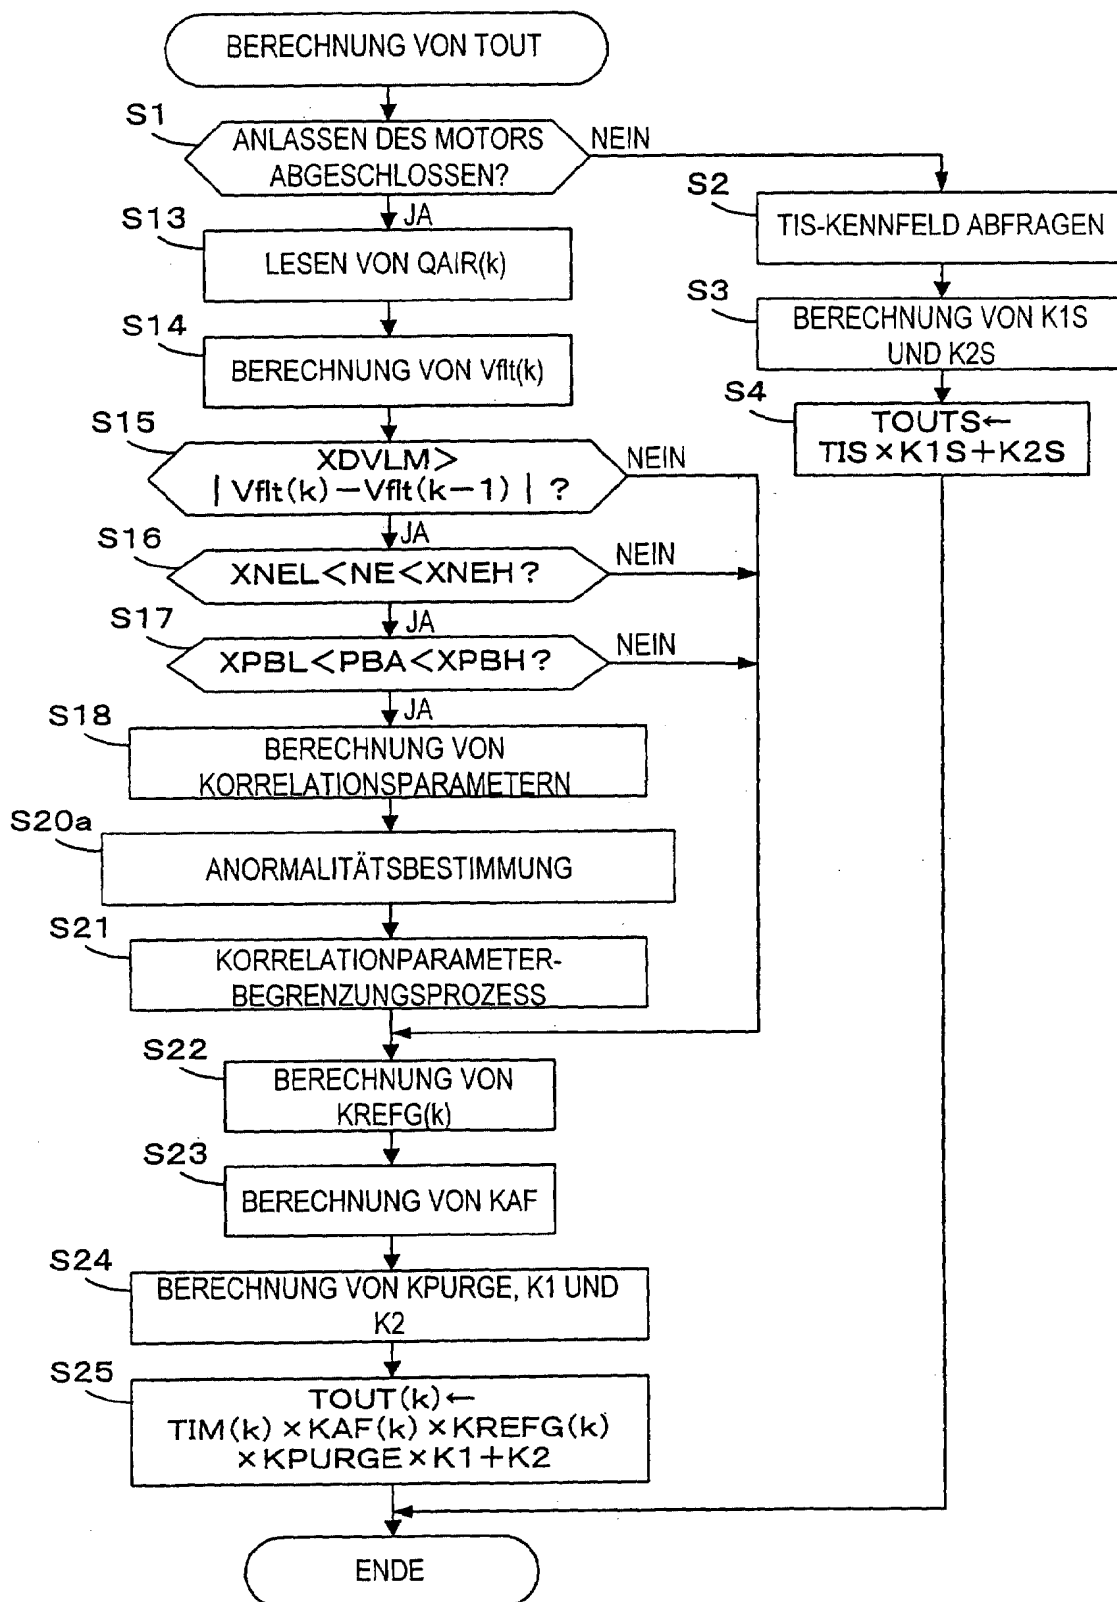 BERECHNUNG VON TOUT
S1
ANLASSEN DES MOTORS
ABGESCHLOSSEN?
NEIN
JA
S2
TIS-KENNFELD ABFRAGEN
S3
BERECHNUNG VON K1S
UND K2S
S4
TOUTS←
TIS×K1S+K2S
S13
LESEN VON QAIR(k)
S14
BERECHNUNG VON Vflt(k)
S15
XDVLM>
|Vflt(k)-Vflt(k-1)| ?
NEIN
JA
S16
XNEL<NE<XNEH?
NEIN
JA
S17
XPBL<PBA<XPBH?
NEIN
JA
S18
BERECHNUNG VON
KORRELATIONSPARAMETERN
S20a
ANORMALITÄTSBESTIMMUNG
S21
KORRELATIONPARAMETER-
BEGRENZUNGSPROZESS
S22
BERECHNUNG VON
KREFG(k)
S23
BERECHNUNG VON KAF
S24
BERECHNUNG VON KPURGE, K1 UND
K2
S25
TOUT(k)←
TIM(k)×KAF(k)×KREFG(k)
×KPURGE×K1+K2
ENDE